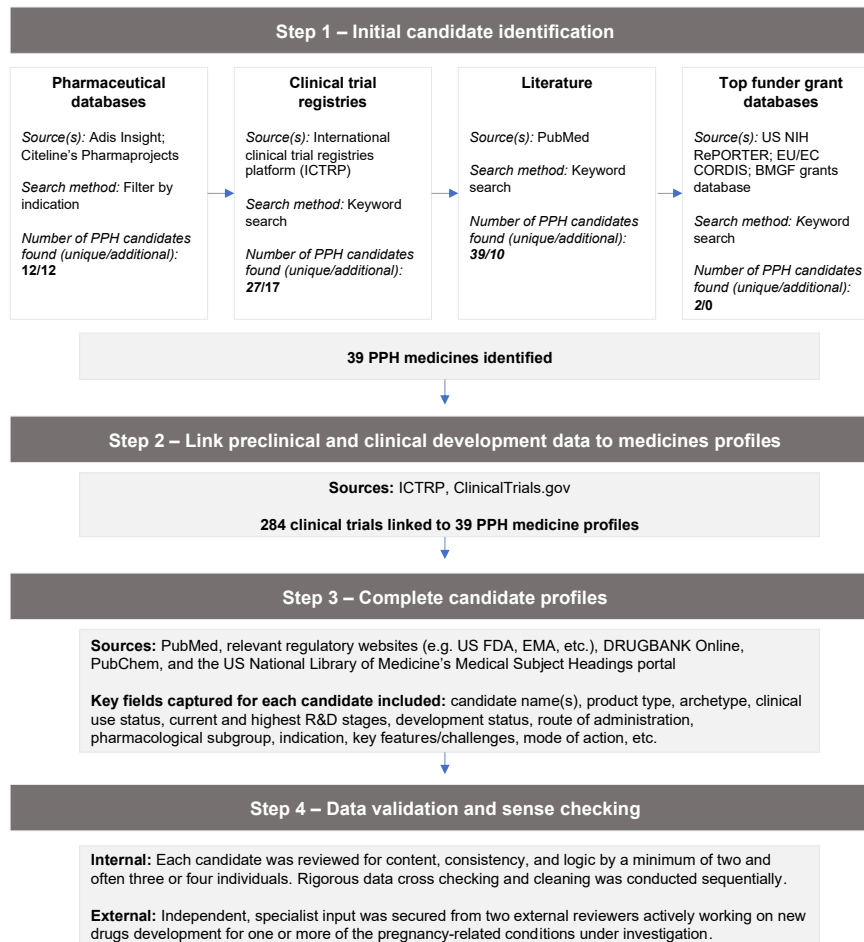 Step 1 – Initial candidate identification
Pharmaceutical
databases
Source(s): Adis Insight;
Citeline's Pharmaprojects
Search method: Filter by
indication
Number of PPH candidates
found (unique/additional):
12/12
Clinical trial
registries
Source(s): International
clinical trial registries
platform (ICTRP)
Search method: Keyword
search
Number of PPH candidates
found (unique/additional):
27/17
Literature
Source(s): PubMed
Search method: Keyword
search
Number of PPH candidates
found (unique/additional):
39/10
Top funder grant
databases
Source(s): US NIH
RePORTER; EU/EC
CORDIS; BMGF grants
database
Search method: Keyword
search
Number of PPH candidates
found (unique/additional):
2/0
39 PPH medicines identified
Step 2 – Link preclinical and clinical development data to medicines profiles
Sources: ICTRP, ClinicalTrials.gov
284 clinical trials linked to 39 PPH medicine profiles
Step 3 – Complete candidate profiles
Sources: PubMed, relevant regulatory websites (e.g. US FDA, EMA, etc.), DRUGBANK Online,
PubChem, and the US National Library of Medicine's Medical Subject Headings portal
Key fields captured for each candidate included: candidate name(s), product type, archetype, clinical
use status, current and highest R&D stages, development status, route of administration,
pharmacological subgroup, indication, key features/challenges, mode of action, etc.
Step 4 – Data validation and sense checking
Internal: Each candidate was reviewed for content, consistency, and logic by a minimum of two and
often three or four individuals. Rigorous data cross checking and cleaning was conducted sequentially.
External: Independent, specialist input was secured from two external reviewers actively working on new
drugs development for one or more of the pregnancy-related conditions under investigation.